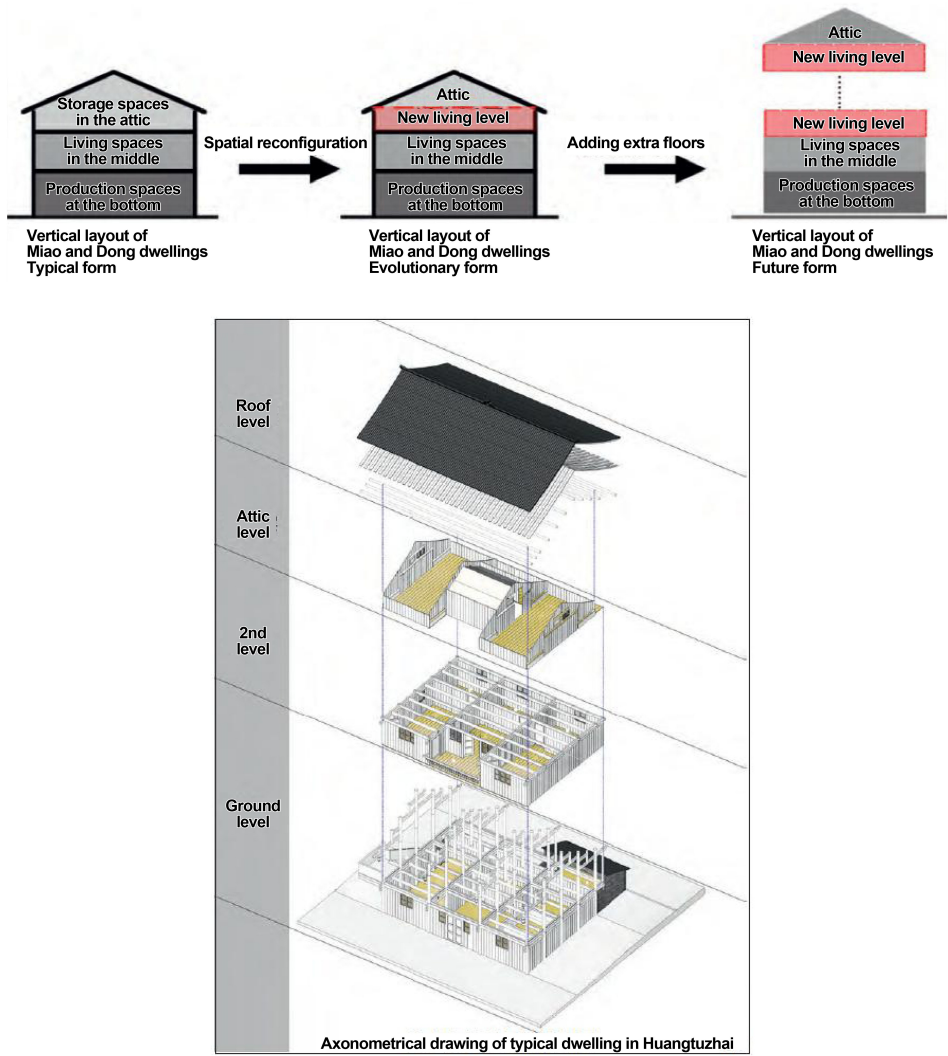 Attic
New living level
Storage spaces
in the attic
Living spaces
in the middle
Production spaces
at the bottom
Spatial reconfiguration
Attic
New living level
Living spaces
in the middle
Production spaces
at the bottom
Adding extra floors
New living level
Living spaces
in the middle
Production spaces
at the bottom
Vertical layout of
Miao and Dong dwellings
Typical form
Vertical layout of
Miao and Dong dwellings
Evolutionary form
Vertical layout of
Miao and Dong dwellings
Future form
Roof
level
Attic
level
2nd
level
Ground
level
Axonometrical drawing of typical dwelling in Huangtuzhai